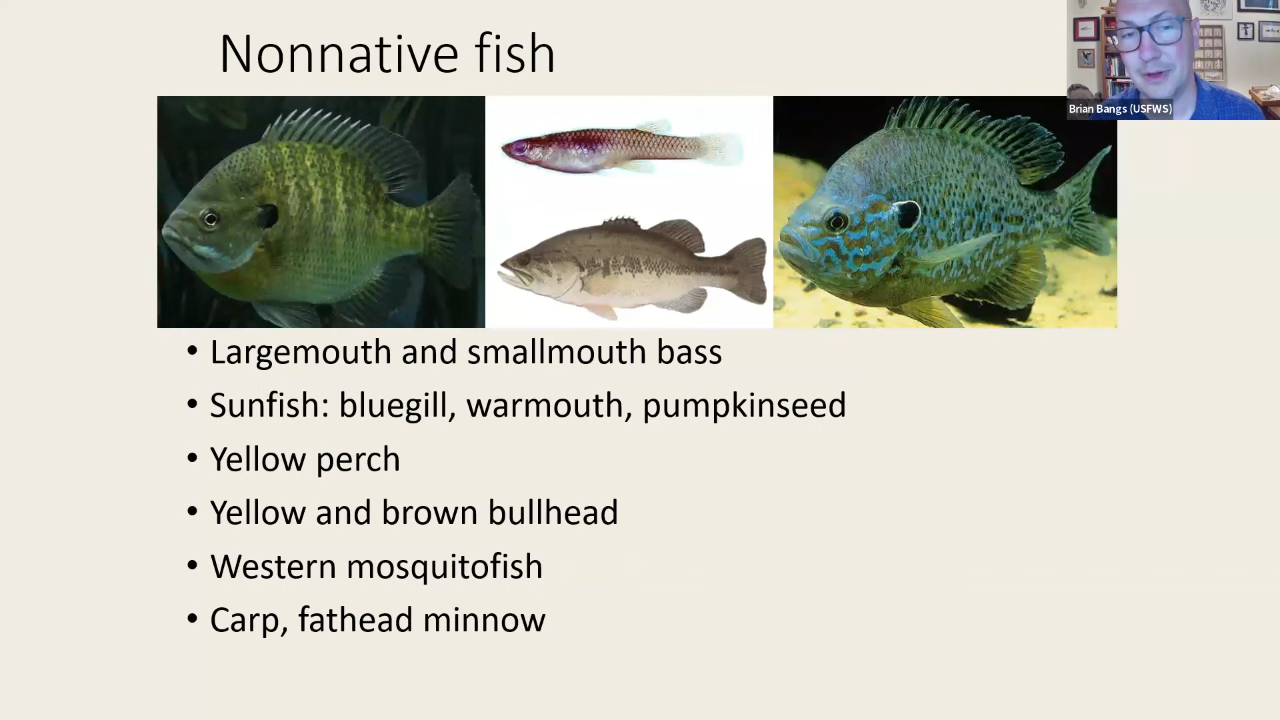 Nonnative fish
Brian Bangs (USFWS)
• Largemouth and smallmouth bass
• Sunfish: bluegill, warmouth, pumpkinseed
• Yellow perch
• Yellow and brown bullhead
• Western mosquitofish
• Carp, fathead minnow